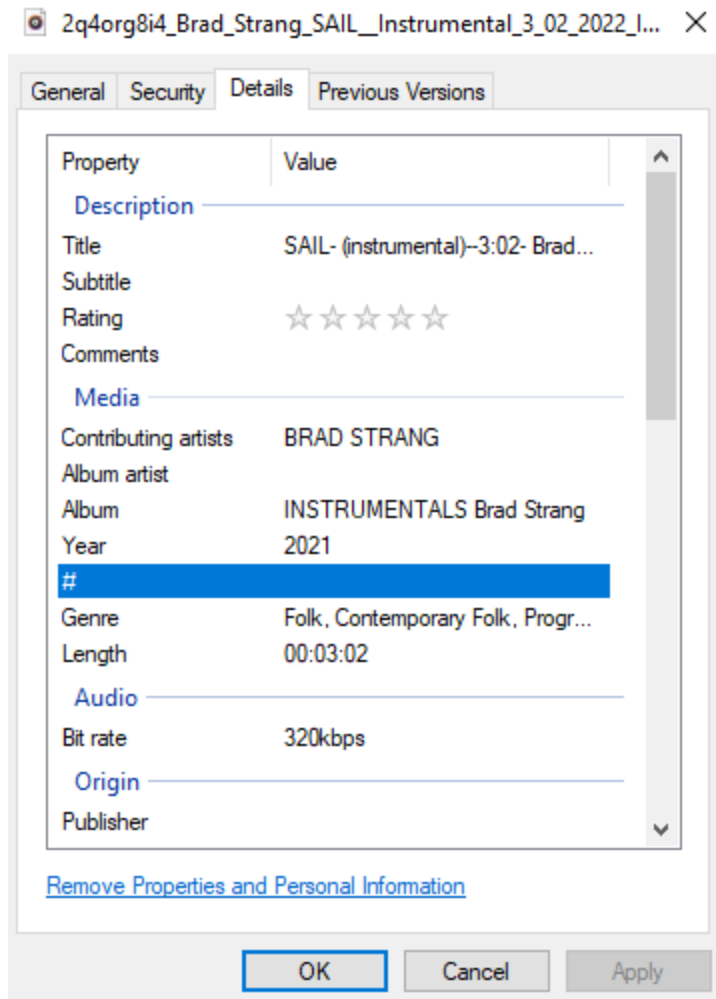 2q4org8i4_Brad_Strang_SAIL__Instrumental_3_02_2022_I...
General Security Details Previous Versions
Property Value
Description
Title SAIL- (instrumental)--3:02- Brad...
Subtitle
Rating
Comments
Media
Contributing artists BRAD STRANG
Album artist
Album INSTRUMENTALS Brad Strang
Year 2021
#
Genre Folk, Contemporary Folk, Progr...
Length 00:03:02
Audio
Bit rate 320kbps
Origin
Publisher
Remove Properties and Personal Information
OK Cancel Apply